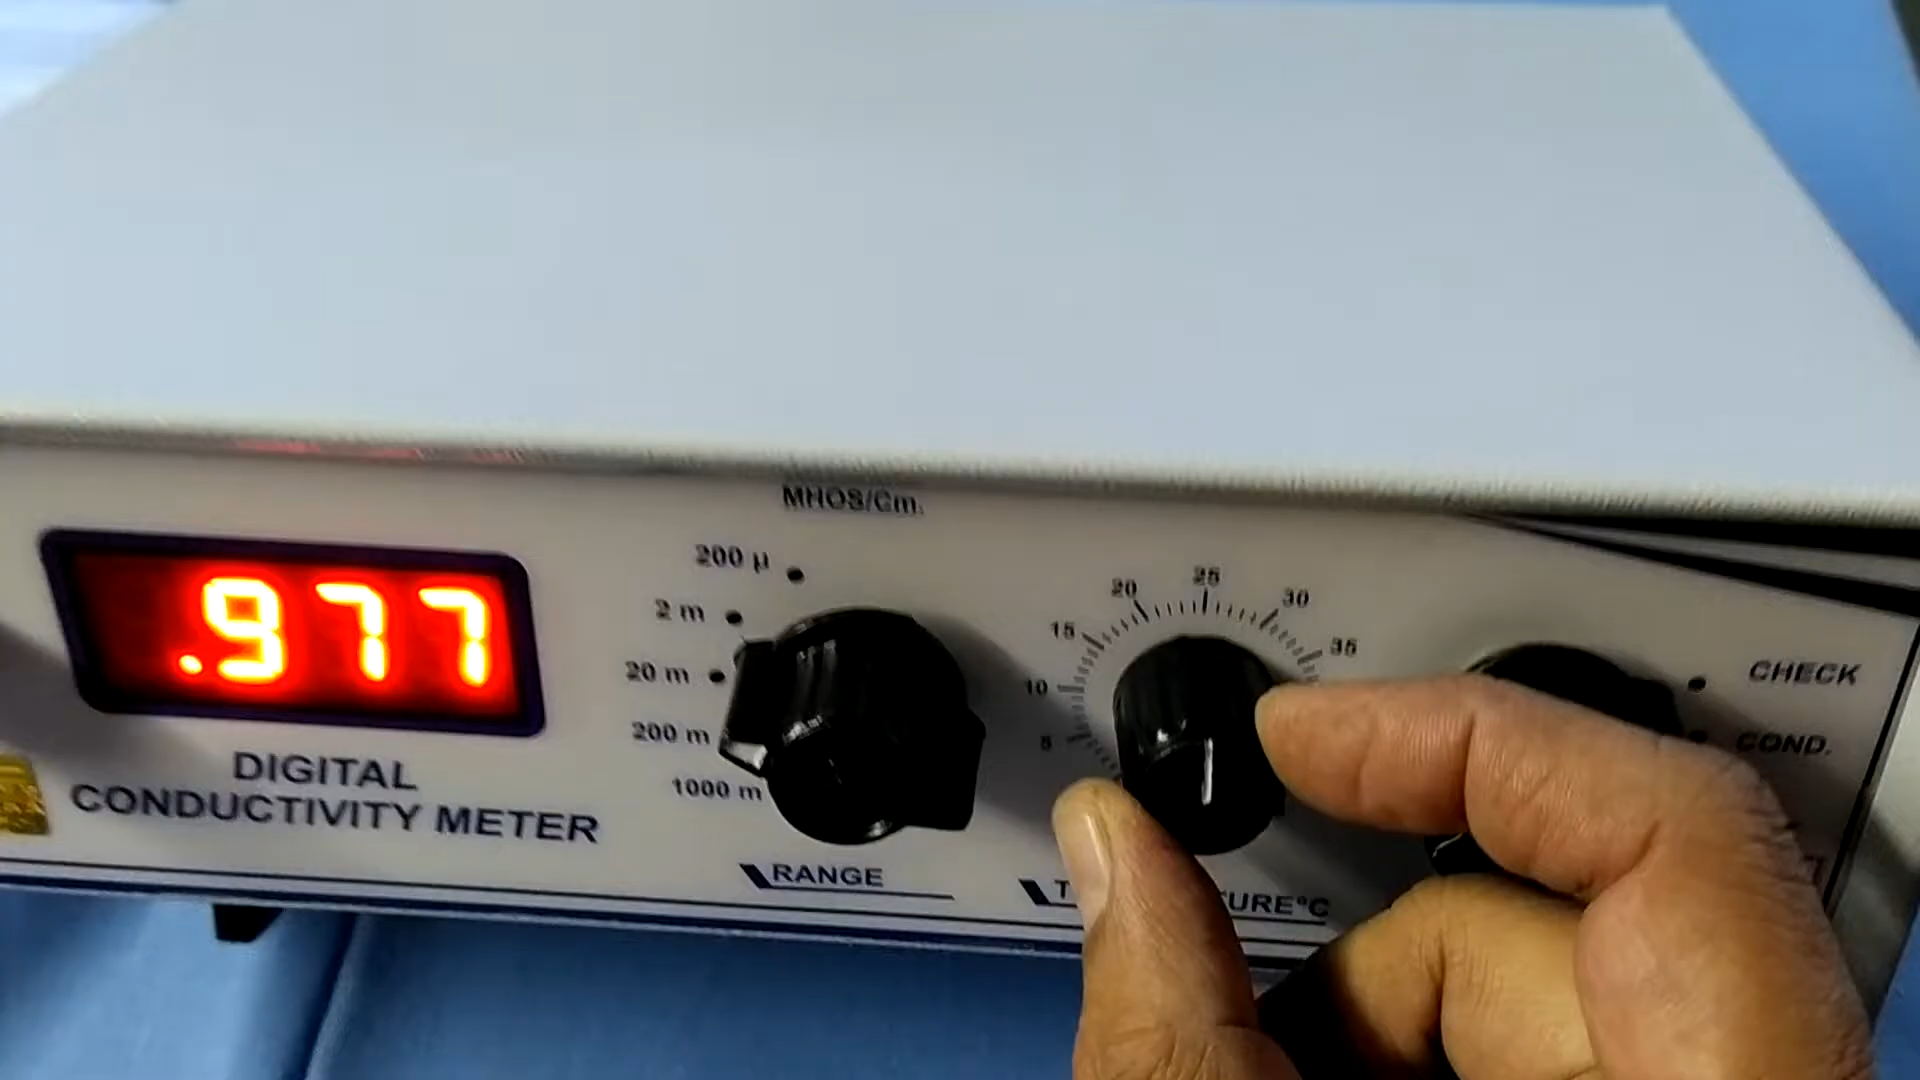 MHOS/Cm.
200 µ
2 m
20 m
200 m
1000 m
.977
DIGITAL
CONDUCTIVITY METER
RANGE
5
10
15
20
25
30
35
°C
CHECK
COND.